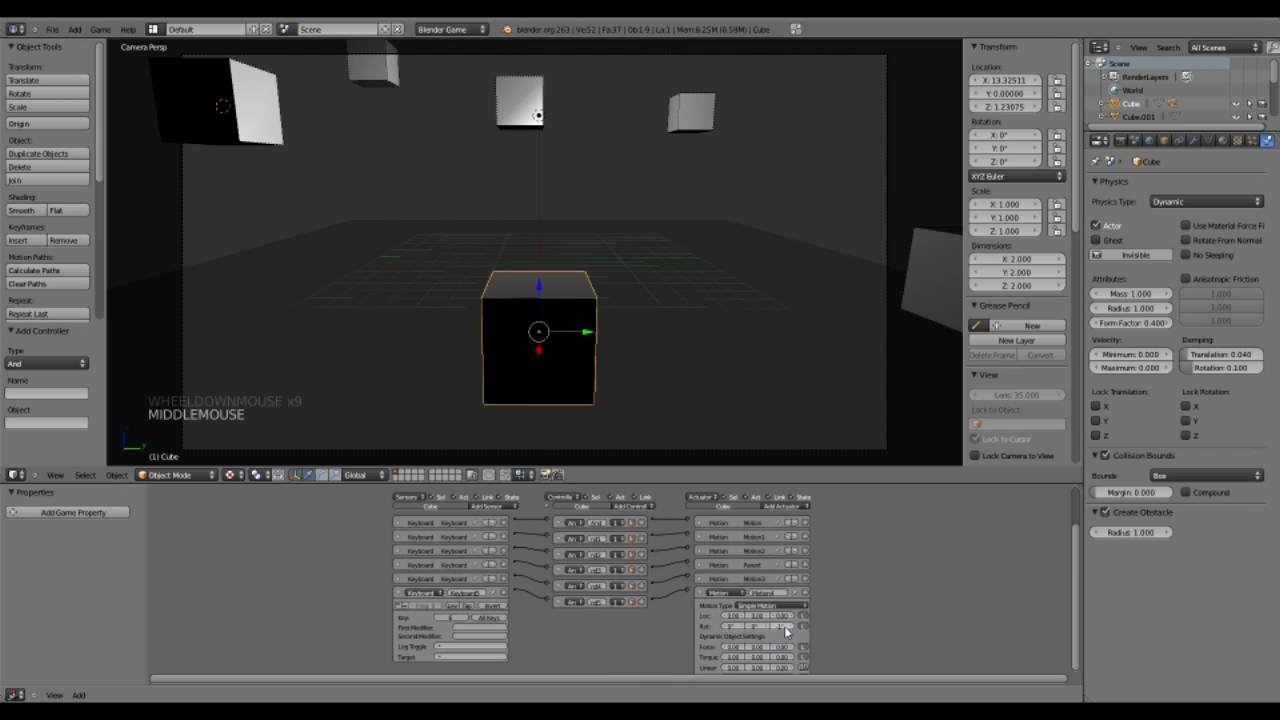 File Add Game Help Default Scene Blender Game blender.org 263 | Ve:52 | Fa:37 | Ob:1-9 | La:1 | Mem:8.25M (0.58M) | Cube
Object Tools
Transform:
Translate
Rotate
Scale
Origin
Object:
Duplicate Objects
Delete
Join
Shading:
Smooth Flat
Keyframes:
Insert Remove
Motion Paths:
Calculate Paths
Clear Paths
Repeat:
Repeat Last
Add Controller
Type
And
Name
Object
Camera Persp
WHEELDOWNMOUSE x9
MIDDLEMOUSE
(1) Cube
Transform
Location:
X: 13.32511
Y: 0.00000
Z: 1.23075
Rotation:
X: 0°
Y: 0°
Z: 0°
XYZ Euler
Scale:
X: 1.000
Y: 1.000
Z: 1.000
Dimensions:
X: 2.000
Y: 2.000
Z: 2.000
Grease Pencil
New
New Layer
Delete Frame Convert
View
Lens: 35.000
Lock to Object:
Lock to Cursor
Lock Camera to View
View Search All Scenes
Scene
RenderLayers
World
Cube
Cube.001
Cube
Physics
Physics Type: Dynamic
Actor Use Material Force Fi
Ghost Rotate From Normal
Invisible No Sleeping
Attributes: Anisotropic Friction
Mass: 1.000 1.000
Radius: 1.000 1.000
Form Factor: 0.400 1.000
Velocity: Damping:
Minimum: 0.000 Translation: 0.040
Maximum: 0.000 Rotation: 0.100
Lock Translation: Lock Rotation:
X X
Y Y
Z Z
Collision Bounds
Bounds: Box
Margin: 0.000 Compound
Create Obstacle
Radius: 1.000
View Select Object Object Mode Global
Properties
Add Game Property
Sensors Sel Act Link State
Cube Add Sensor
Keyboard Keyboard
Keyboard Keyboard
Keyboard Keyboard
Keyboard Keyboard
Keyboard Keyboard
Keyboard Keyboard5
Invert
Key: All Keys
First Modifier:
Second Modifier:
Log Toggle
Target
Controlle Sel Act Link
Cube Add Control
Actuator Sel Act Link State
Cube Add Actuator
Motion Motion
Motion Motion1
Motion Motion2
Motion Parent
Motion Motion3
Motion Motion4
Motion Type: Simple Motion
Loc: 0.00 0.00 0.00
Rot: 0° 0°
Dynamic Object Settings:
Force: 0.00 0.00 0.00
Torque: 0.00 0.00 0.00
Linear 0.00 0.00 0.00
View Add